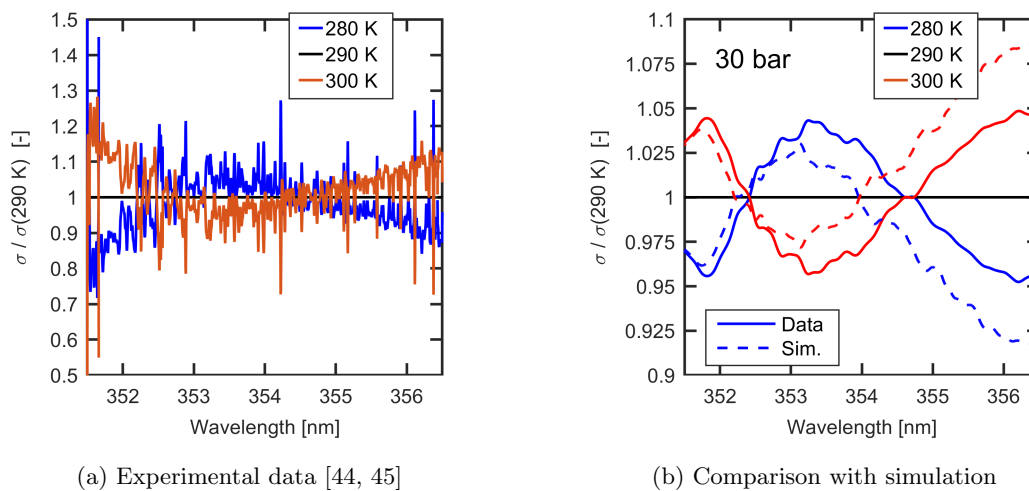 1.5
1.4
1.3
1.2
1.1
1
0.9
0.8
0.7
0.6
0.5
σ / σ(290 K) [-]
280 K
290 K
300 K
352
353
354
355
356
Wavelength [nm]
(a) Experimental data [44, 45]
1.1
1.075
1.05
1.025
1
0.975
0.95
0.925
0.9
σ / σ(290 K) [-]
30 bar
280 K
290 K
300 K
Data
Sim.
352
353
354
355
356
Wavelength [nm]
(b) Comparison with simulation